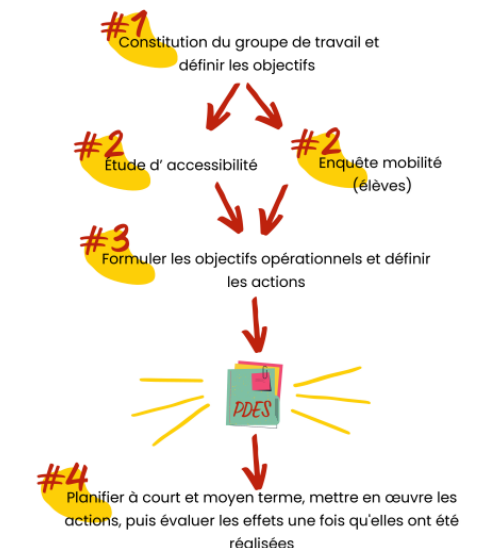 #1
Constitution du groupe de travail et
définir les objectifs
#2
Étude d' accessibilité
#2
Enquête mobilité
(élèves)
#3
Formuler les objectifs opérationnels et définir
les actions
PDES
#4
Planifier à court et moyen terme, mettre en œuvre les
actions, puis évaluer les effets une fois qu'elles ont été
réalisées